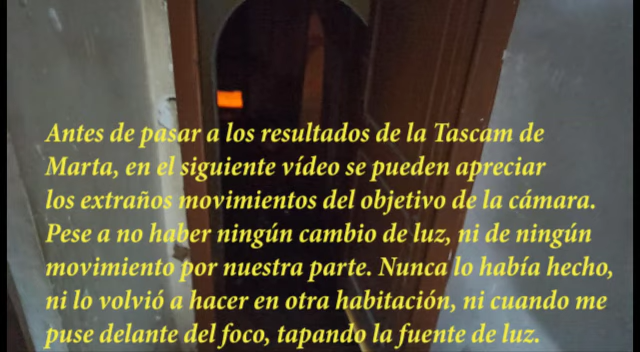 Antes de pasar a los resultados de la Tascam de
Marta, en el siguiente vídeo se pueden apreciar
los extraños movimientos del objetivo de la cámara.
Pese a no haber ningún cambio de luz, ni de ningún
movimiento por nuestra parte. Nunca lo había hecho,
ni lo volvió a hacer en otra habitación, ni cuando me
puse delante del foco, tapando la fuente de luz.